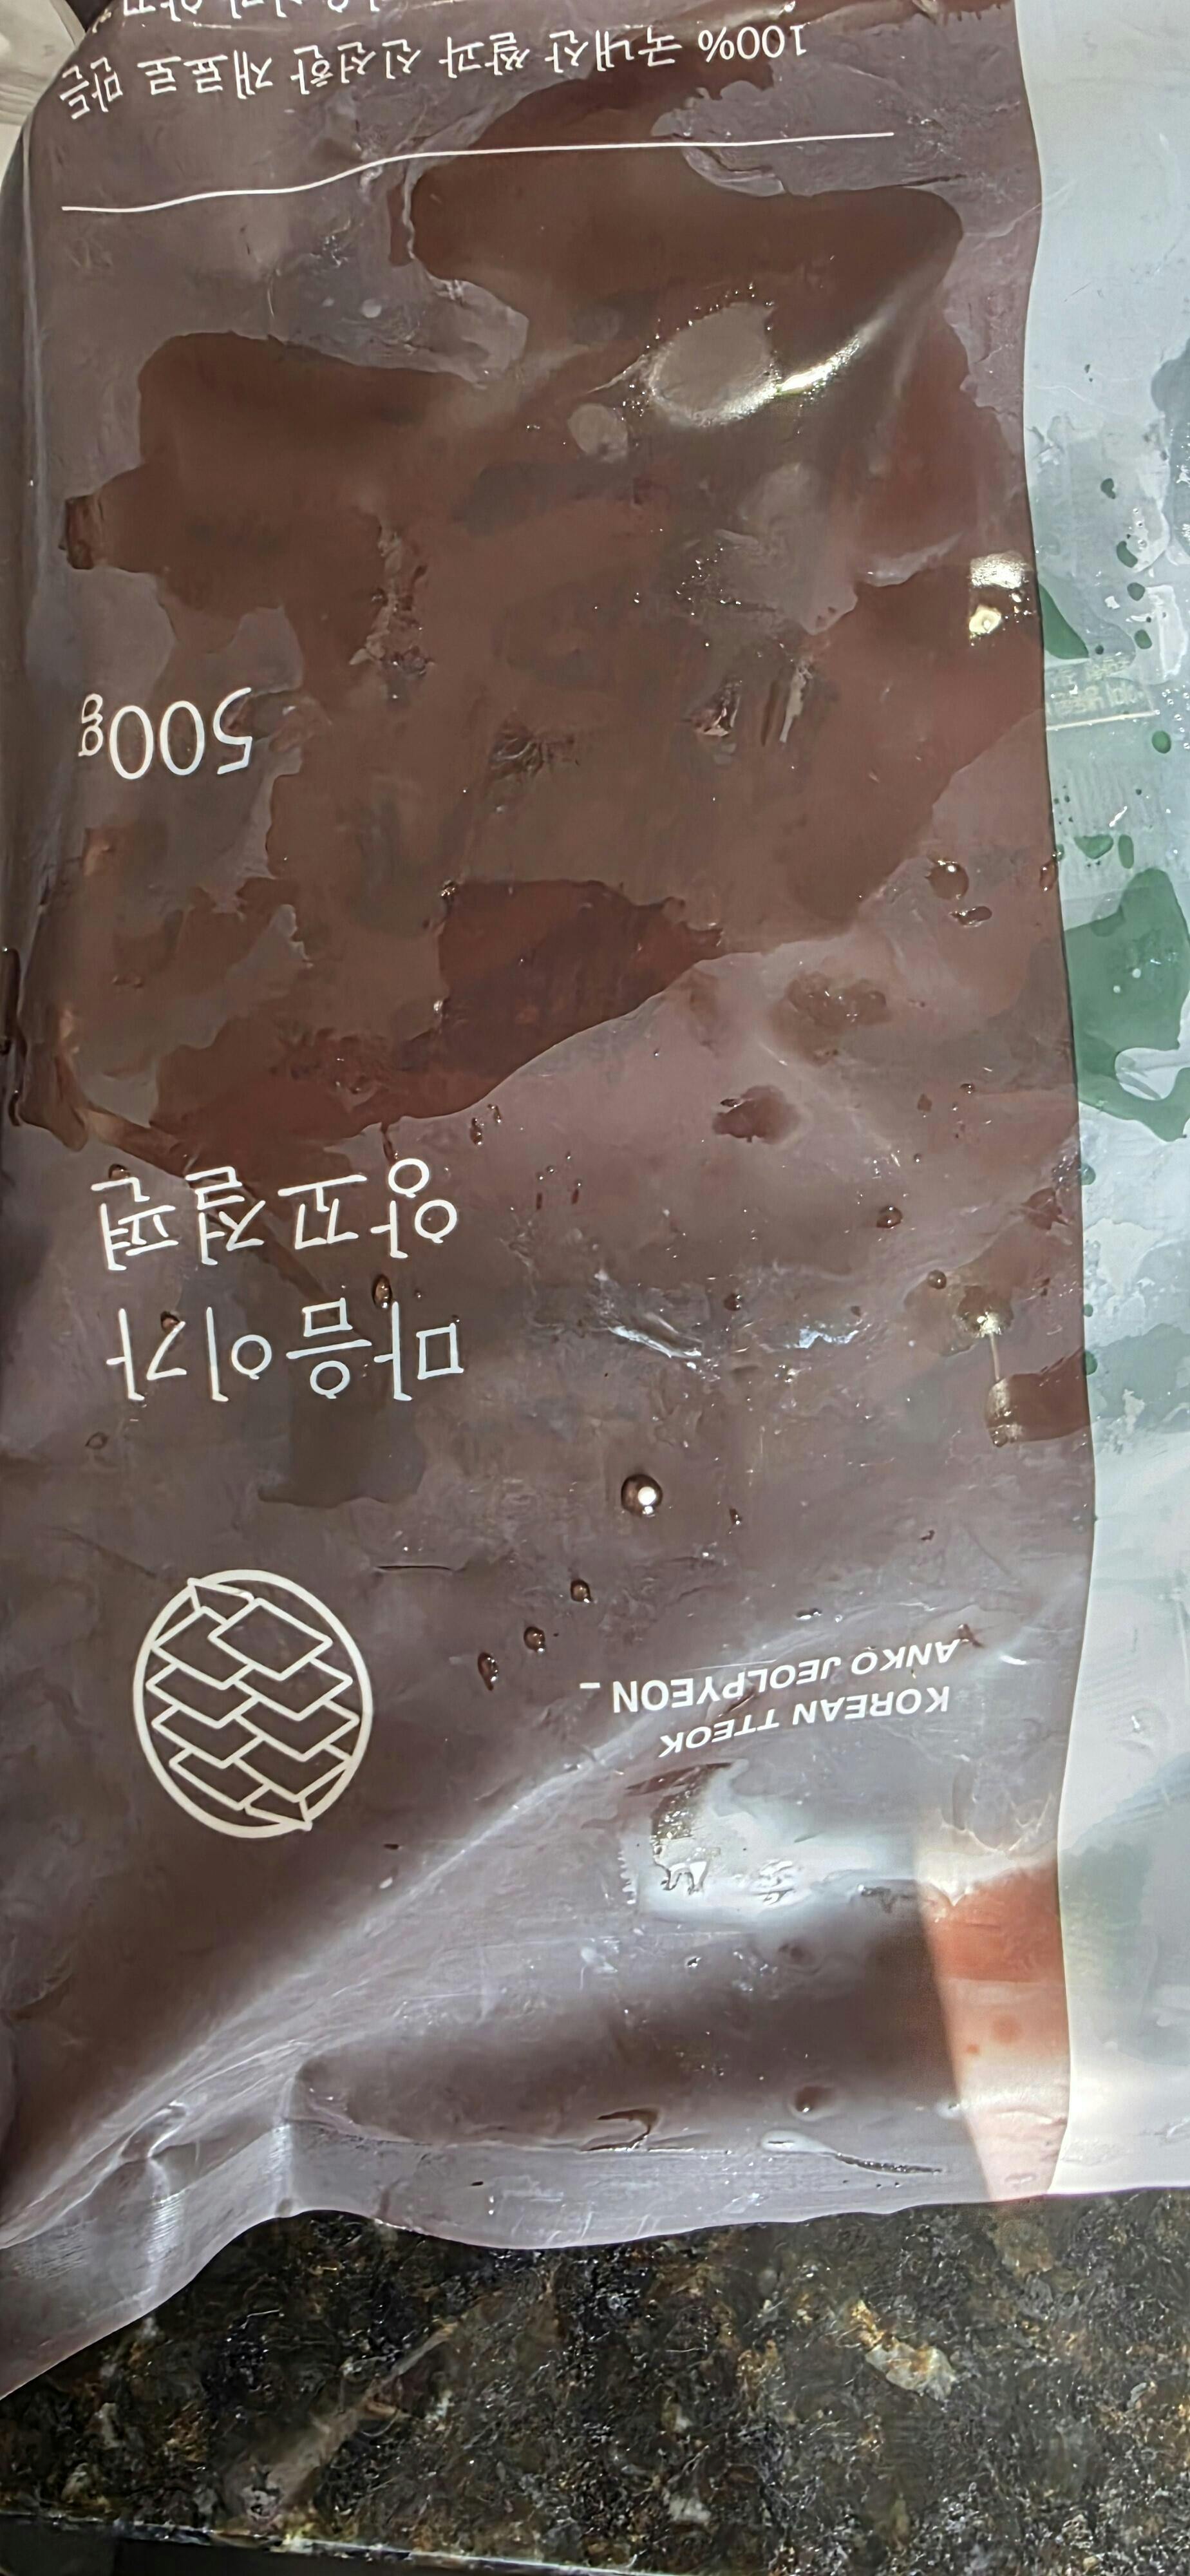 KOREAN TTEOK
ANKO JEOLPYEON _
마음이가
앙꼬절편
500g
100% 국내산 쌀과 신선한 재료로 만든